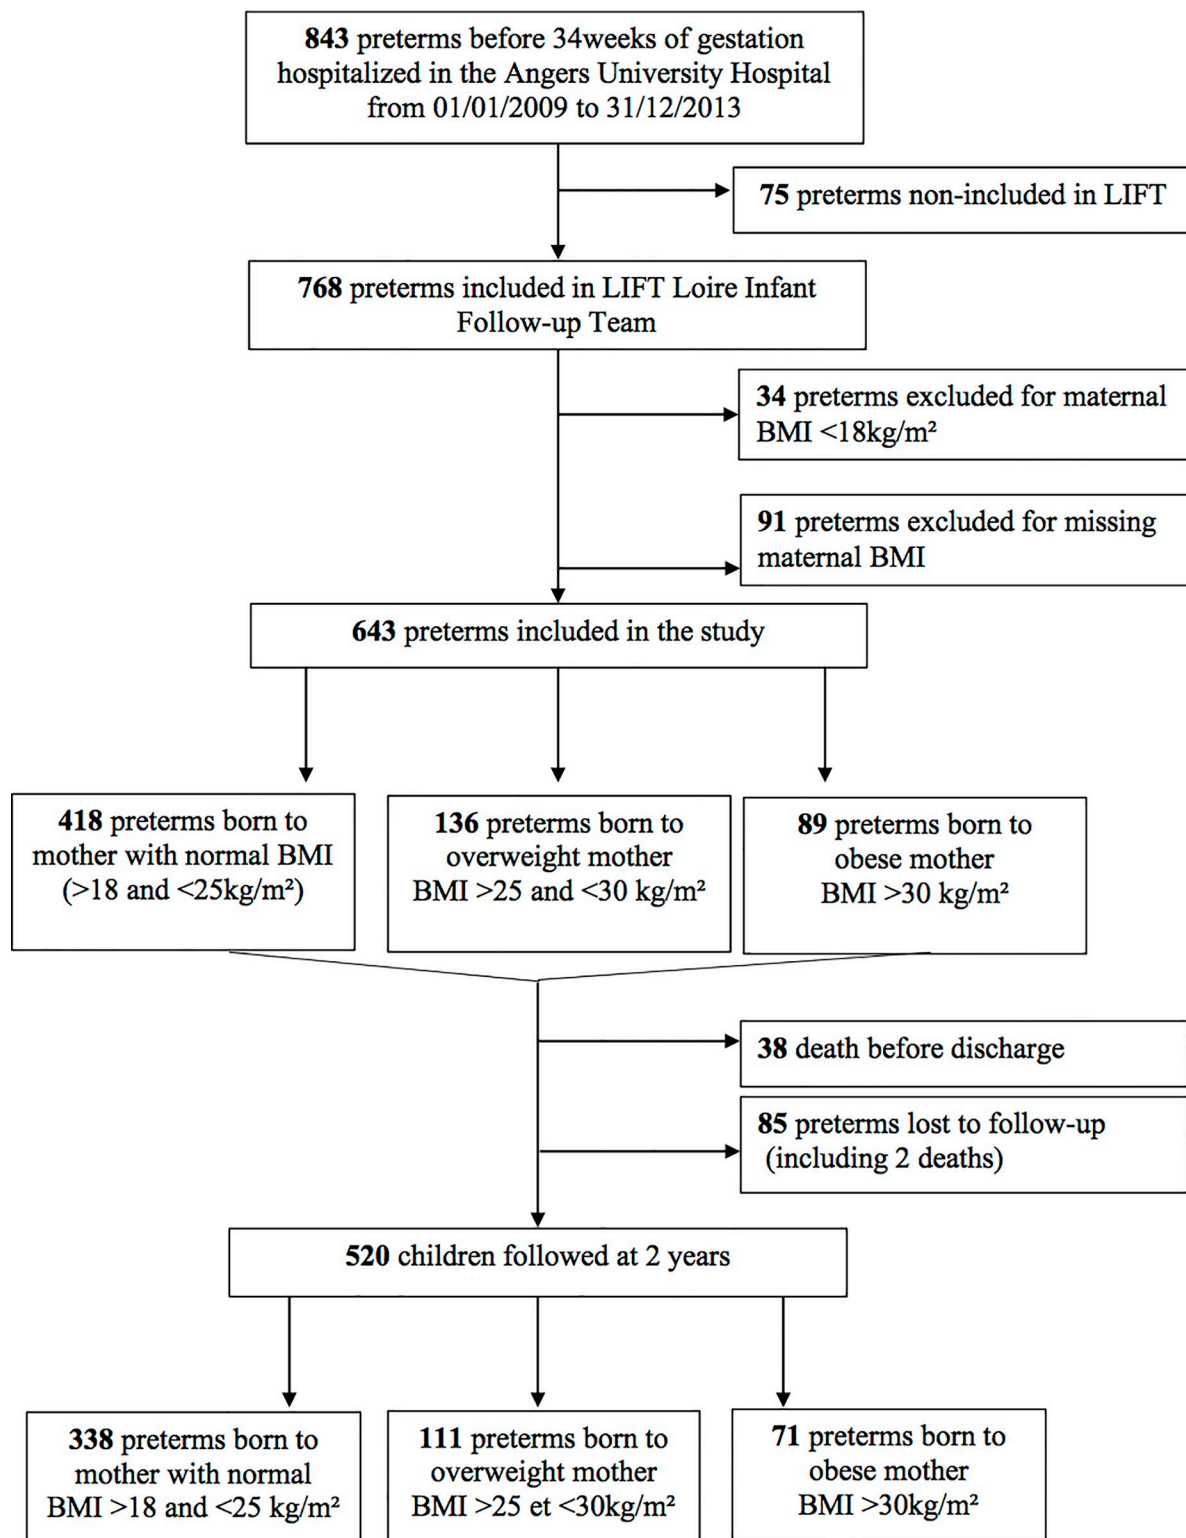 843 preterms before 34weeks of gestation
hospitalized in the Angers University Hospital
from 01/01/2009 to 31/12/2013
75 preterms non-included in LIFT
768 preterms included in LIFT Loire Infant
Follow-up Team
34 preterms excluded for maternal
BMI <18kg/m²
91 preterms excluded for missing
maternal BMI
643 preterms included in the study
418 preterms born to
mother with normal BMI
(>18 and <25kg/m²)
136 preterms born to
overweight mother
BMI >25 and <30 kg/m²
89 preterms born to
obese mother
BMI >30 kg/m²
38 death before discharge
85 preterms lost to follow-up
(including 2 deaths)
520 children followed at 2 years
338 preterms born to
mother with normal
BMI >18 and <25 kg/m²
111 preterms born to
overweight mother
BMI >25 et <30kg/m²
71 preterms born to
obese mother
BMI >30kg/m²